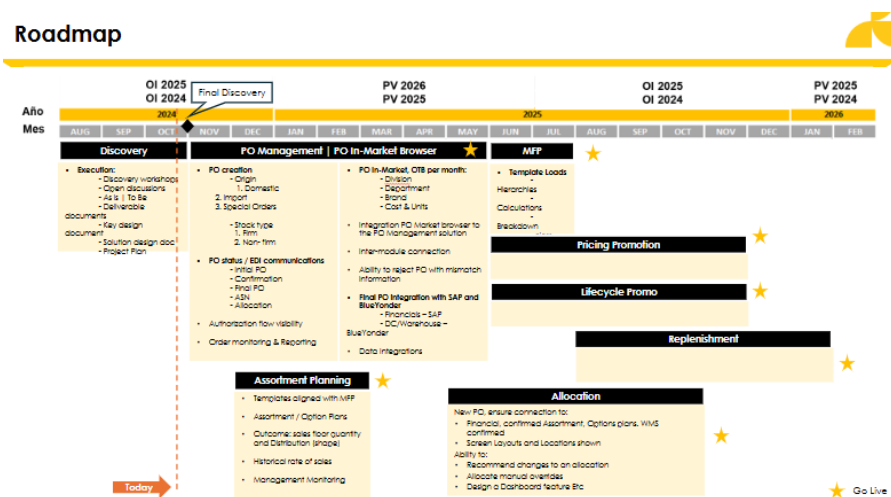 Roadmap
OI 2025
OI 2024
Final Discovery
PV 2026
PV 2025
OI 2025
OI 2024
PV 2025
PV 2024
Año
2024
2025
2026
Mes
AUG SEP OCT NOV DEC JAN FEB MAR APR MAY JUN JUL AUG SEP OCT NOV DEC JAN FEB
Discovery
• Execution:
- Discovery workshops
- Open discussions
- As is | To Be
- Deliverable
documents
- Key design
document
- Solution design doc
- Project Plan
PO Management | PO In-Market Browser
• PO creation
- Origin
1. Domestic
2. Import
3. Special Orders
- Stock type
1. Firm
2. Non- firm
• PO status / EDI communications
- Initial PO
- Confirmation
- Final PO
- ASN
- Allocation
• Authorization flow visibility
• Order monitoring & Reporting
• PO In-Market, OTB per month:
- Division
- Department
- Brand
- Cost & Units
• Integration PO Market browser to
the PO Management solution
• Inter-module connection
• Ability to reject PO with mismatch
information
• Final PO Integration with SAP and
BlueYonder
- Financials – SAP
- DC/Warehouse –
BlueYonder
• Data Integrations
MFP
• Template Loads
-
Hierarchies
-
Calculations
-
Breakdown
Pricing Promotion
Lifecycle Promo
Replenishment
Assortment Planning
• Templates aligned with MFP
• Assortment / Option Plans
• Outcome: sales floor quantity
and Distribution (shape)
• Historical rate of sales
• Management Monitoring
Allocation
New PO, ensure connection to:
• Financial, confirmed Assortment, Options plans, WMS
confirmed
• Screen Layouts and Locations shown
Ability to:
• Recommend changes to an allocation
• Allocate manual overrides
• Design a Dashboard feature Etc
Today
Go Live